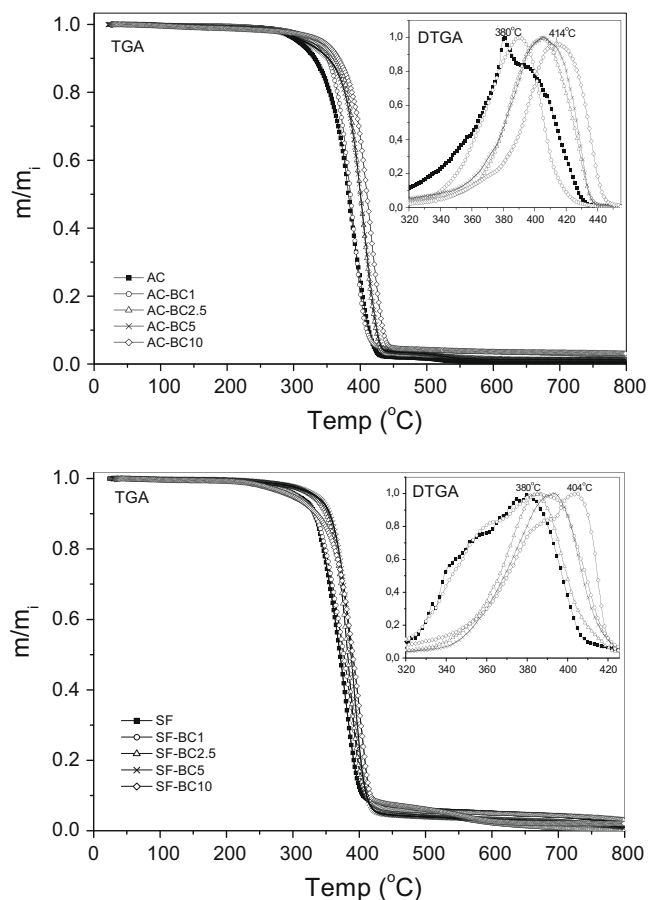 TGA
DTGA
380°C 414°C
1,0
0,8
0,6
0,4
0,2
0,0
320 340 360 380 400 420 440
1.0
0.8
0.6
0.4
0.2
0.0
m/mᵢ
AC
AC-BC1
AC-BC2.5
AC-BC5
AC-BC10
0 100 200 300 400 500 600 700 800
Temp (°C)
TGA
DTGA
380°C 404°C
1,0
0,8
0,6
0,4
0,2
0,0
320 340 360 380 400 420
1.0
0.8
0.6
0.4
0.2
0.0
m/mᵢ
SF
SF-BC1
SF-BC2.5
SF-BC5
SF-BC10
0 100 200 300 400 500 600 700 800
Temp (°C)